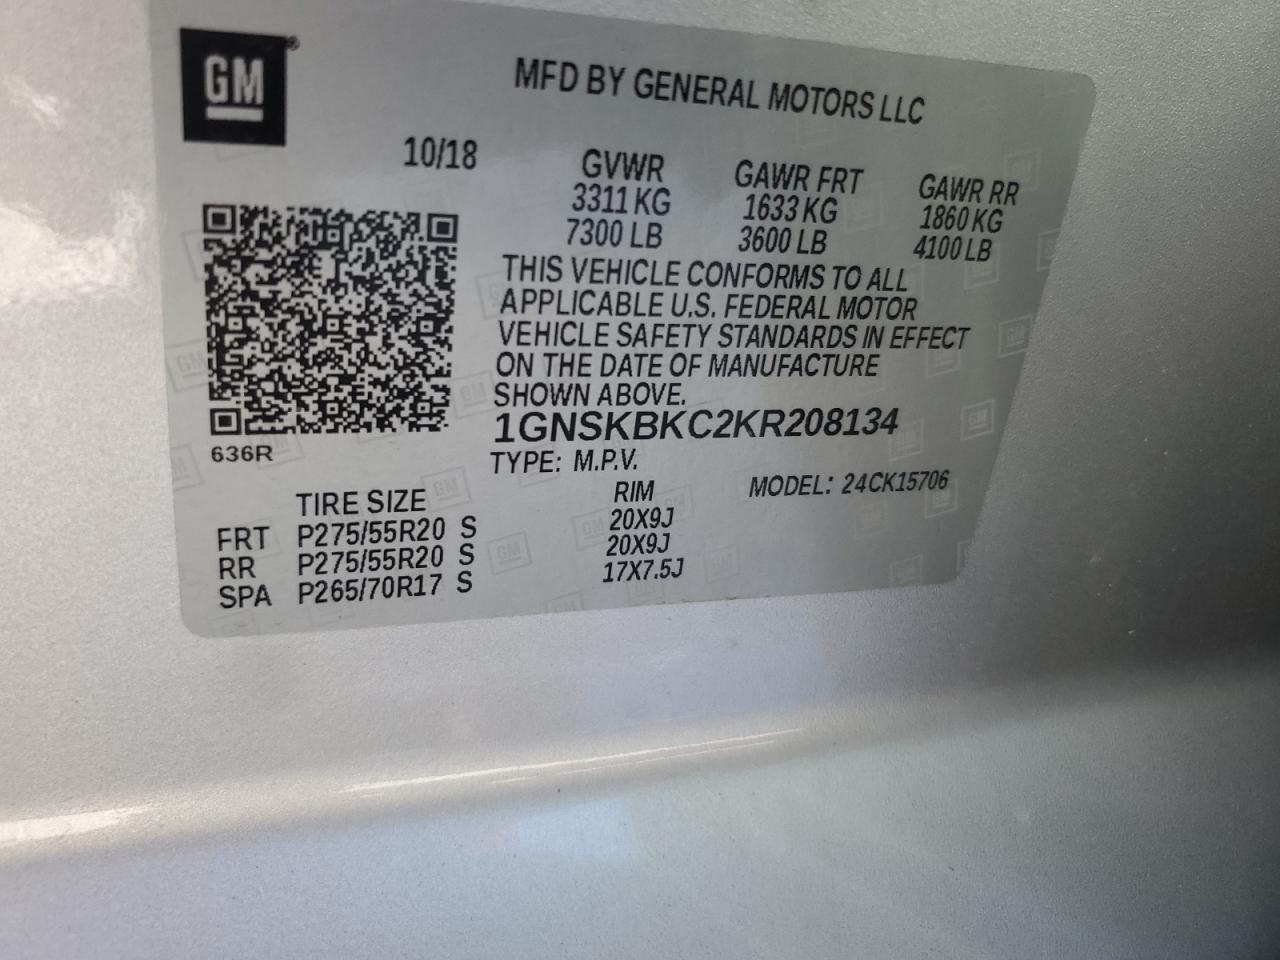 GM®
MFD BY GENERAL MOTORS LLC
10/18
GVWR GAWR FRT GAWR RR
3311 KG 1633 KG 1860 KG
7300 LB 3600 LB 4100 LB
THIS VEHICLE CONFORMS TO ALL
APPLICABLE U.S. FEDERAL MOTOR
VEHICLE SAFETY STANDARDS IN EFFECT
ON THE DATE OF MANUFACTURE
SHOWN ABOVE.
1GNSKBKC2KR208134
636R
TYPE: M.P.V. MODEL: 24CK15706
TIRE SIZE RIM
FRT P275/55R20 S 20X9J
RR P275/55R20 S 20X9J
SPA P265/70R17 S 17X7.5J